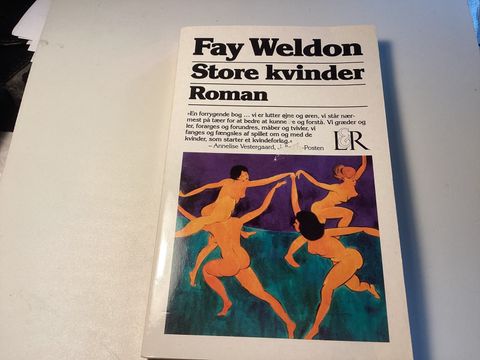 Fay Weldon
Store kvinder
Roman
»En forrygende bog ... vi er lutter øjne og øren, vi står nær-
mest på tæer for at bedre at kunne se og forstå. Vi græder og
ler, forarges og forundres, måber og tvivler, vi
fanges og fængsles af spillet om og med de
kvinder, som starter et kvindeforlag.«
– Annelise Vestergaard, -Posten
L&R